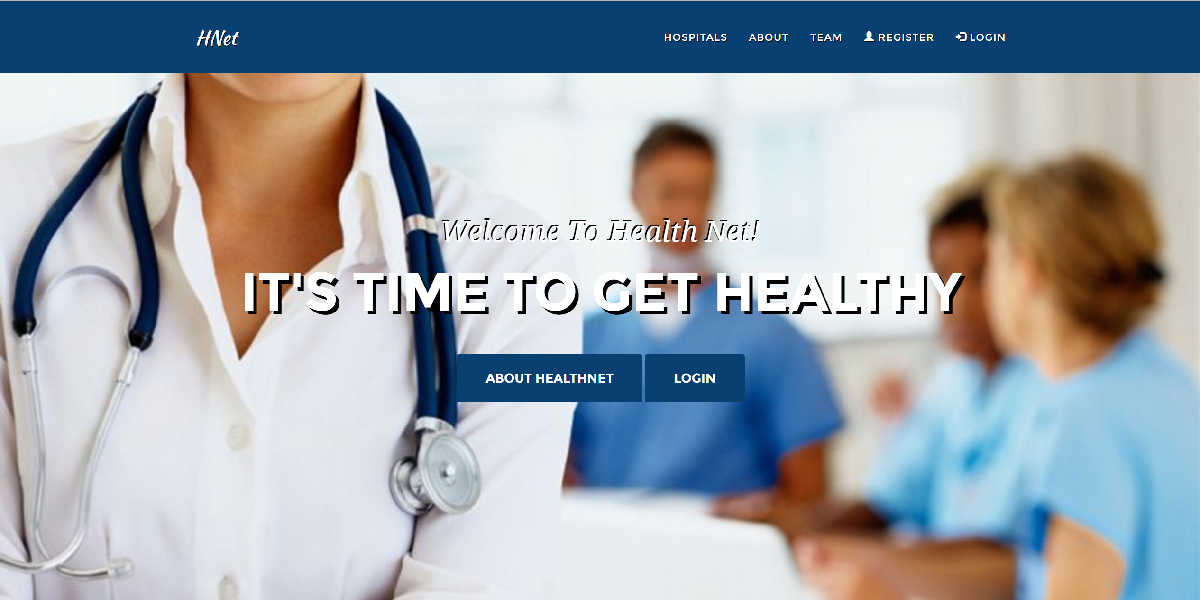 HNet
HOSPITALS ABOUT TEAM REGISTER LOGIN
Welcome To Health Net!
IT'S TIME TO GET HEALTHY
ABOUT HEALTHNET LOGIN